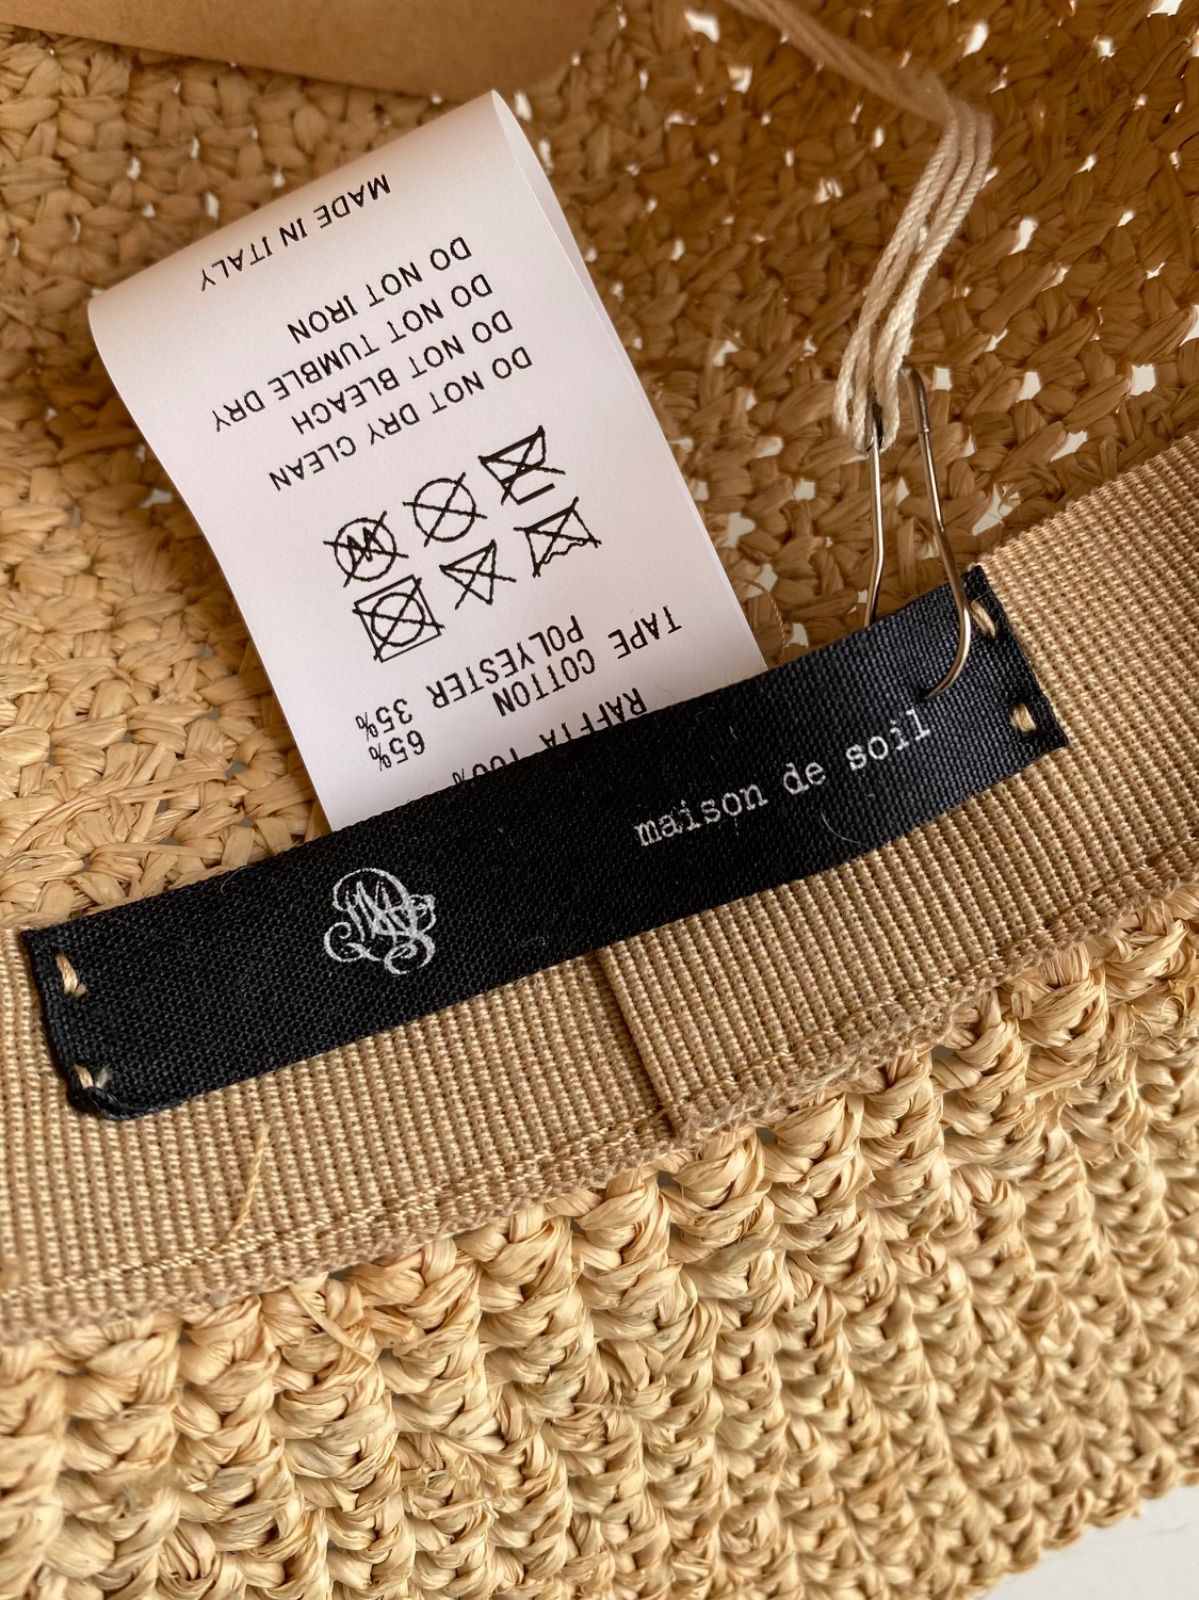 RAFFIA 100%
TAPE COTTON 65%
POLYESTER 35%
DO NOT DRY CLEAN
DO NOT BLEACH
DO NOT TUMBLE DRY
DO NOT IRON
MADE IN ITALY
maison de soil